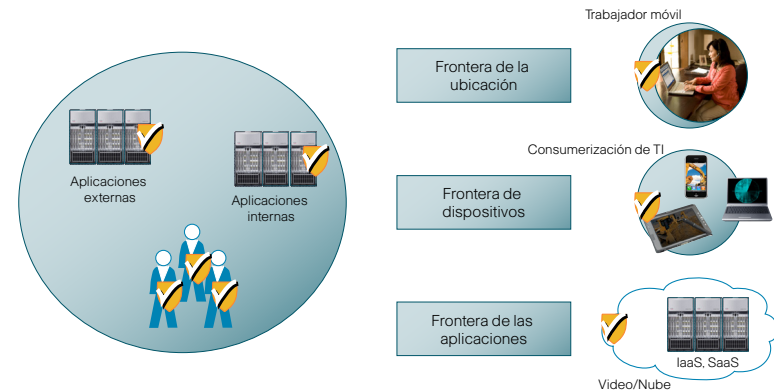 Trabajador móvil
Frontera de la
ubicación
Aplicaciones
externas
Aplicaciones
internas
Consumerización de TI
Frontera de
dispositivos
Frontera de las
aplicaciones
IaaS, SaaS
Video/Nube